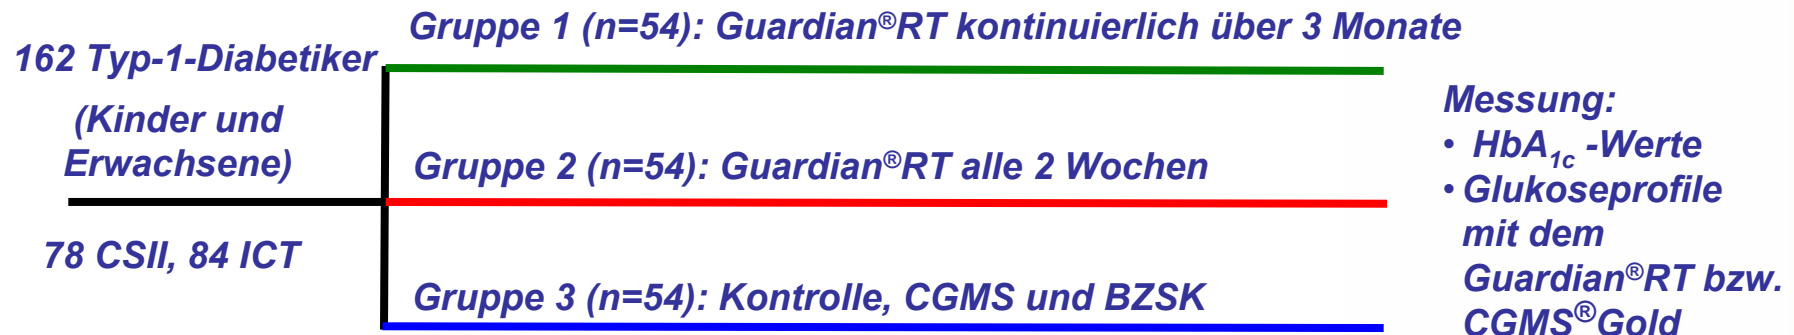 Gruppe 1 (n=54): Guardian®RT kontinuierlich über 3 Monate
162 Typ-1-Diabetiker
(Kinder und
Erwachsene)
78 CSII, 84 ICT
Gruppe 2 (n=54): Guardian®RT alle 2 Wochen
Gruppe 3 (n=54): Kontrolle, CGMS und BZSK
Messung:
• HbA1c -Werte
• Glukoseprofile
mit dem
Guardian®RT bzw.
CGMS®Gold